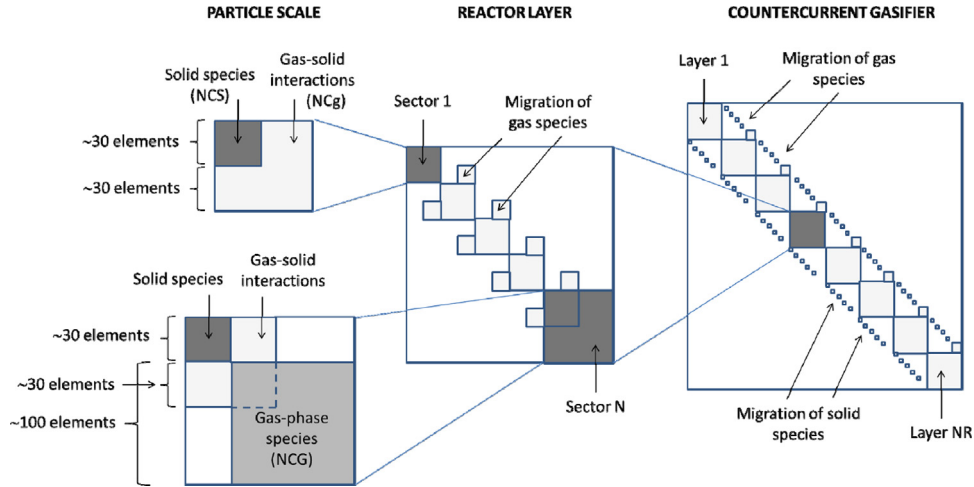 PARTICLE SCALE
REACTOR LAYER
COUNTERCURRENT GASIFIER
Solid species
(NCS)
Gas-solid
interactions
(NCg)
~30 elements
~30 elements
Sector 1
Migration of
gas species
Layer 1
Migration of gas
species
Solid species
Gas-solid
interactions
~30 elements
~30 elements
~100 elements
Gas-phase
species
(NCG)
Sector N
Migration of solid
species
Layer NR